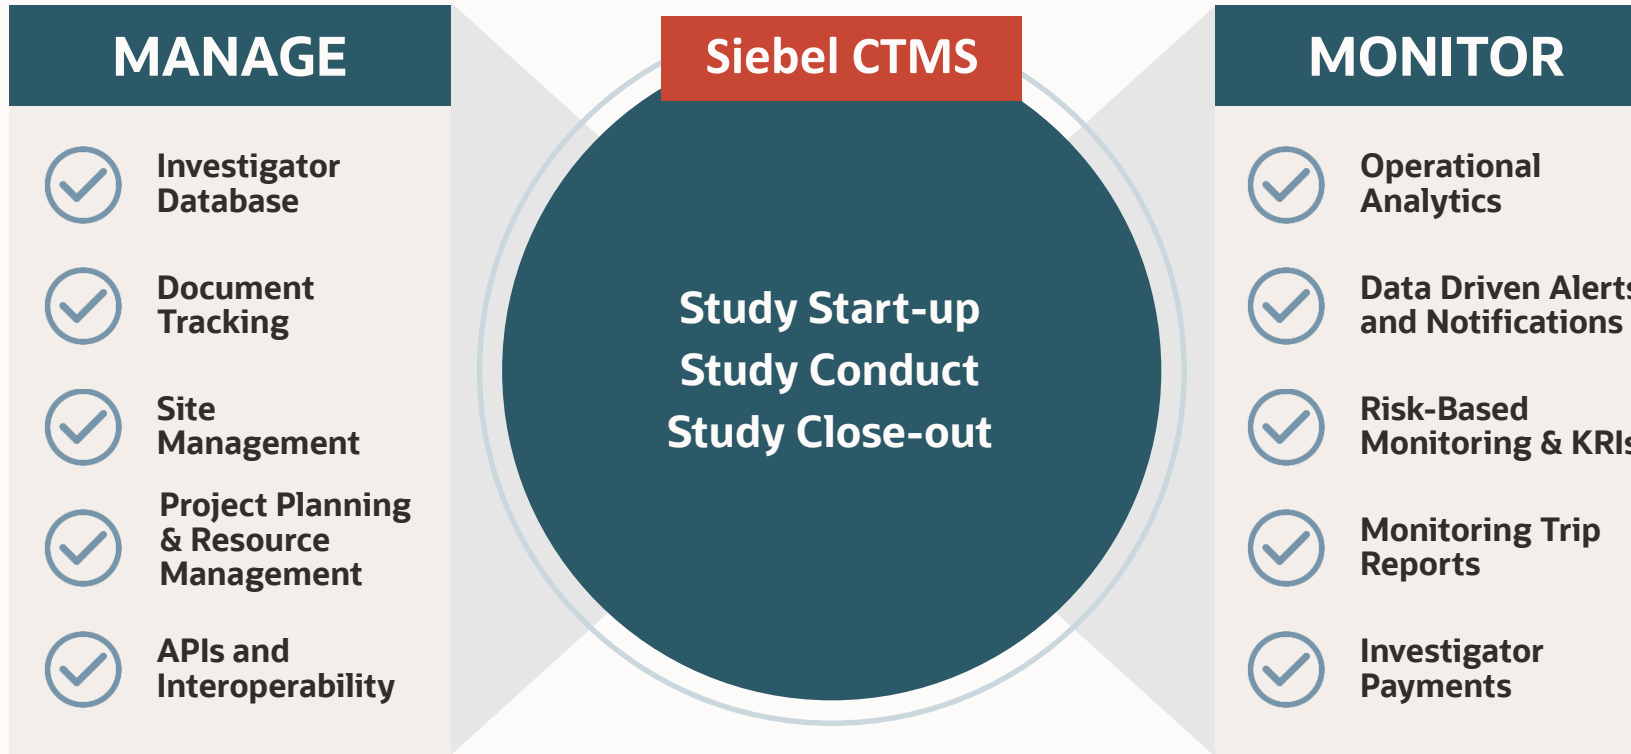 MANAGE
Investigator
Database
Document
Tracking
Site
Management
Project Planning
& Resource
Management
APIs and
Interoperability
Siebel CTMS
Study Start-up
Study Conduct
Study Close-out
MONITOR
Operational
Analytics
Data Driven Alerts
and Notifications
Risk-Based
Monitoring & KRIs
Monitoring Trip
Reports
Investigator
Payments